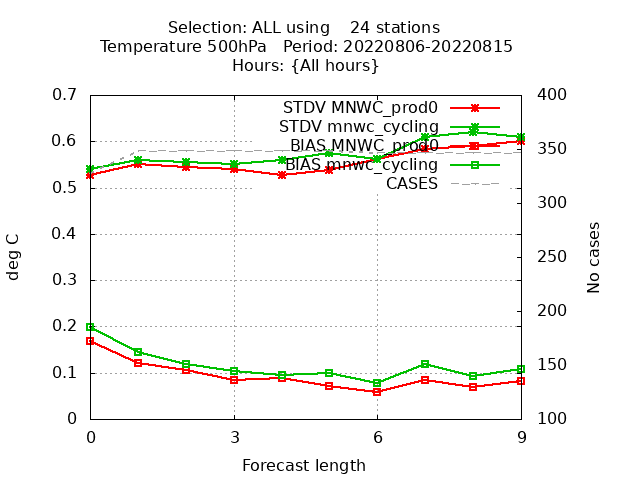 Selection: ALL using    24 stations
Temperature 500hPa   Period: 20220806-20220815
Hours: {All hours}
STDV MNWC_prod0
STDV mnwc_cycling
BIAS MNWC_prod0
BIAS mnwc_cycling
CASES
0.7
0.6
0.5
0.4
0.3
0.2
0.1
0
400
350
300
250
200
150
100
deg C
No cases
0 3 6 9
Forecast length